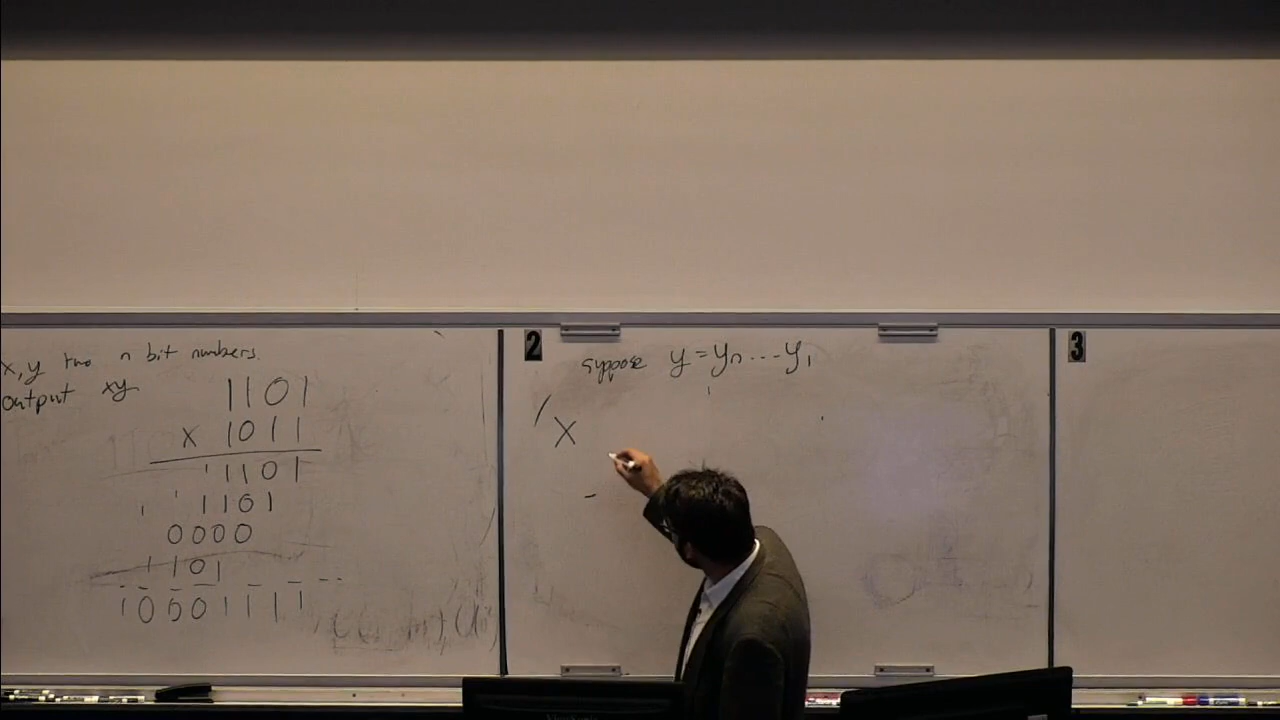 x, y two n bit numbers.
output xy
1101
x 1011
1101
1101
0000
1101
10001111
2
suppose y = yn ... y1
x
3